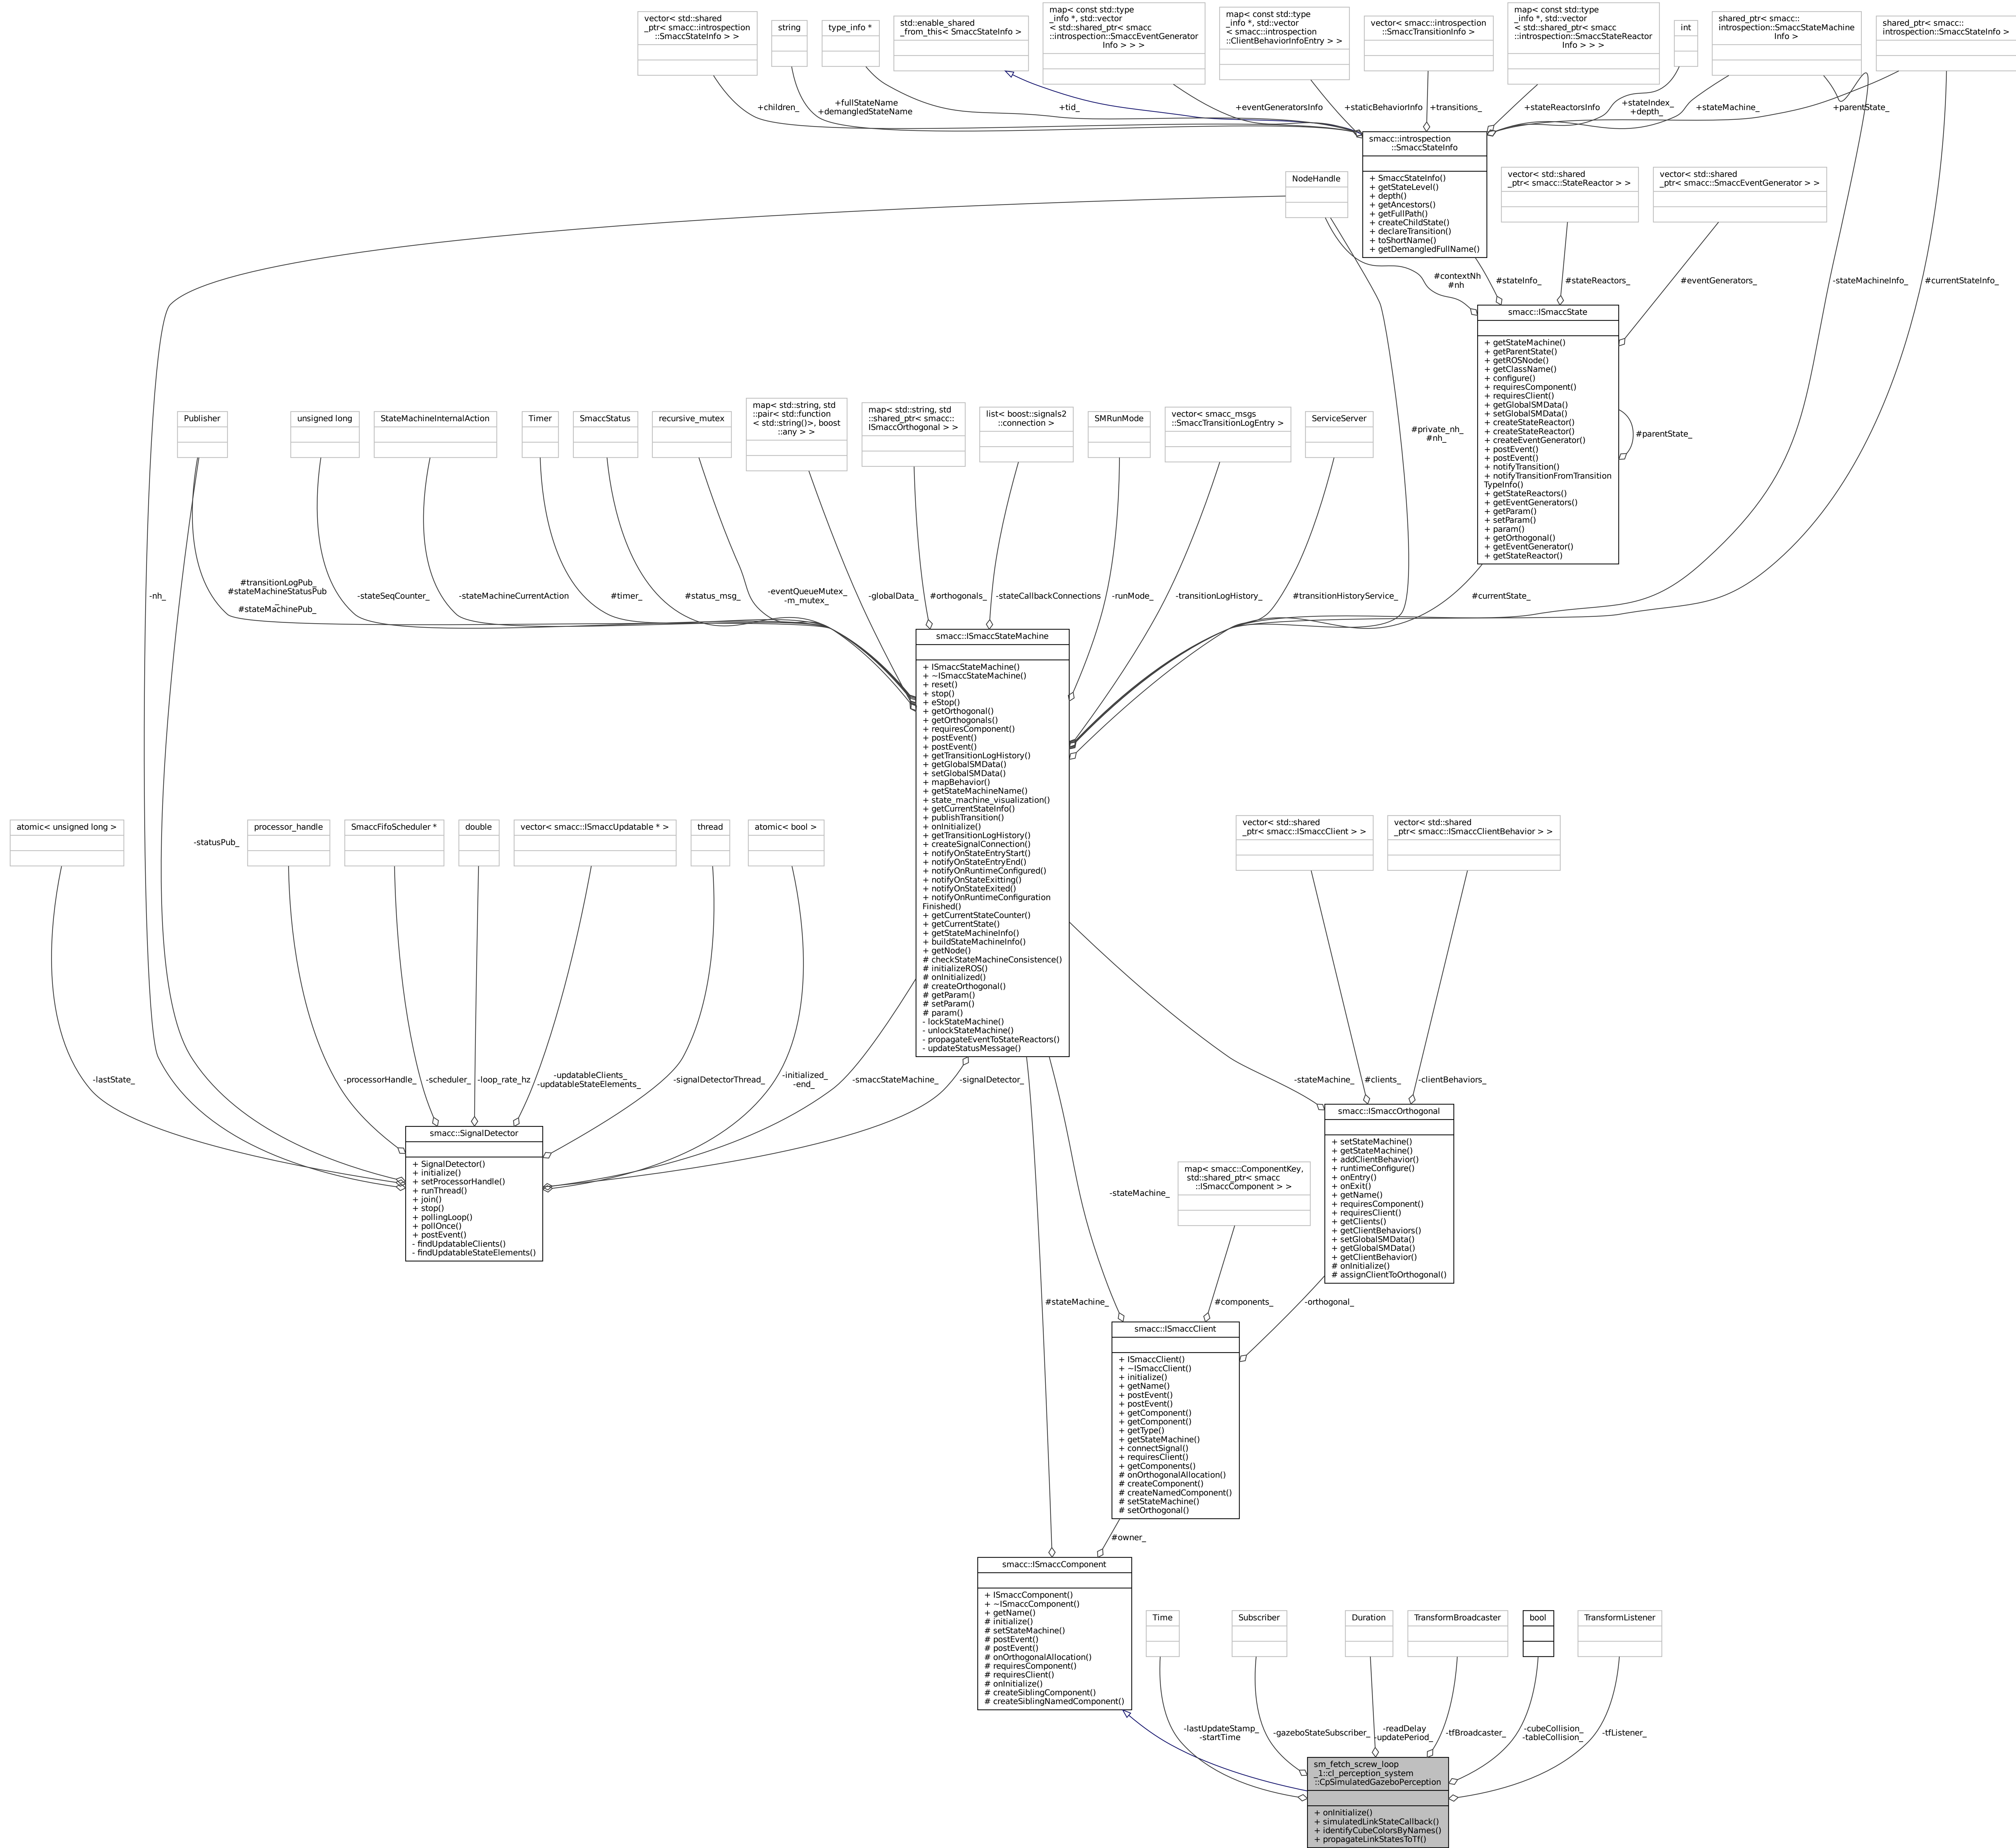 vector< std::shared
_ptr< smacc::introspection
::SmaccStateInfo > >
string
type_info *
std::enable_shared
_from_this< SmaccStateInfo >
map< const std::type
_info *, std::vector
< std::shared_ptr< smacc
::introspection::SmaccEventGenerator
Info > > >
map< const std::type
_info *, std::vector
< smacc::introspection
::ClientBehaviorInfoEntry > >
vector< smacc::introspection
::SmaccTransitionInfo >
map< const std::type
_info *, std::vector
< std::shared_ptr< smacc
::introspection::SmaccStateReactor
Info > > >
int
shared_ptr< smacc::
introspection::SmaccStateMachine
Info >
shared_ptr< smacc::
introspection::SmaccStateInfo >
+children_
+fullStateName
+demangledStateName
+tid_
+eventGeneratorsInfo
+staticBehaviorInfo
+transitions_
+stateReactorsInfo
+stateIndex_
+depth_
+stateMachine_
+parentState_
smacc::introspection
::SmaccStateInfo
+ SmaccStateInfo()
+ getStateLevel()
+ depth()
+ getAncestors()
+ getFullPath()
+ createChildState()
+ declareTransition()
+ toShortName()
+ getDemangledFullName()
NodeHandle
vector< std::shared
_ptr< smacc::StateReactor > >
vector< std::shared
_ptr< smacc::SmaccEventGenerator > >
#contextNh
#nh
#stateInfo_
#stateReactors_
#eventGenerators_
-stateMachineInfo_
#currentStateInfo_
smacc::ISmaccState
+ getStateMachine()
+ getParentState()
+ getROSNode()
+ getClassName()
+ configure()
+ requiresComponent()
+ requiresClient()
+ getGlobalSMData()
+ setGlobalSMData()
+ createStateReactor()
+ createStateReactor()
+ createEventGenerator()
+ postEvent()
+ postEvent()
+ notifyTransition()
+ notifyTransitionFromTransition
TypeInfo()
+ getStateReactors()
+ getEventGenerators()
+ getParam()
+ setParam()
+ param()
+ getOrthogonal()
+ getEventGenerator()
+ getStateReactor()
#parentState_
Publisher
unsigned long
StateMachineInternalAction
Timer
SmaccStatus
recursive_mutex
map< std::string, std
::pair< std::function
< std::string()>, boost
::any > >
map< std::string, std
::shared_ptr< smacc::
ISmaccOrthogonal > >
list< boost::signals2
::connection >
SMRunMode
vector< smacc_msgs
::SmaccTransitionLogEntry >
ServiceServer
#private_nh_
#nh_
-nh_
#transitionLogPub_
#stateMachineStatusPub
_
#stateMachinePub_
-stateSeqCounter_
-stateMachineCurrentAction
#timer_
#status_msg_
-eventQueueMutex_
-m_mutex_
-globalData_
#orthogonals_
-stateCallbackConnections
-runMode_
-transitionLogHistory_
#transitionHistoryService_
#currentState_
smacc::ISmaccStateMachine
+ ISmaccStateMachine()
+ ~ISmaccStateMachine()
+ reset()
+ stop()
+ eStop()
+ getOrthogonal()
+ getOrthogonals()
+ requiresComponent()
+ postEvent()
+ postEvent()
+ getTransitionLogHistory()
+ getGlobalSMData()
+ setGlobalSMData()
+ mapBehavior()
+ getStateMachineName()
+ state_machine_visualization()
+ getCurrentStateInfo()
+ publishTransition()
+ onInitialize()
+ getTransitionLogHistory()
+ createSignalConnection()
+ notifyOnStateEntryStart()
+ notifyOnStateEntryEnd()
+ notifyOnRuntimeConfigured()
+ notifyOnStateExitting()
+ notifyOnStateExited()
+ notifyOnRuntimeConfiguration
Finished()
+ getCurrentStateCounter()
+ getCurrentState()
+ getStateMachineInfo()
+ buildStateMachineInfo()
+ getNode()
# checkStateMachineConsistence()
# initializeROS()
# onInitialized()
# createOrthogonal()
# getParam()
# setParam()
# param()
- lockStateMachine()
- unlockStateMachine()
- propagateEventToStateReactors()
- updateStatusMessage()
atomic< unsigned long >
-statusPub_
processor_handle
SmaccFifoScheduler *
double
vector< smacc::ISmaccUpdatable * >
thread
atomic< bool >
vector< std::shared
_ptr< smacc::ISmaccClient > >
vector< std::shared
_ptr< smacc::ISmaccClientBehavior > >
-lastState_
-processorHandle_
-scheduler_
-loop_rate_hz
-updatableClients_
-updatableStateElements_
-signalDetectorThread_
-initialized_
-end_
-smaccStateMachine_
-signalDetector_
-stateMachine_
#clients_
-clientBehaviors_
smacc::SignalDetector
+ SignalDetector()
+ initialize()
+ setProcessorHandle()
+ runThread()
+ join()
+ stop()
+ pollingLoop()
+ pollOnce()
+ postEvent()
- findUpdatableClients()
- findUpdatableStateElements()
smacc::ISmaccOrthogonal
+ setStateMachine()
+ getStateMachine()
+ addClientBehavior()
+ runtimeConfigure()
+ onEntry()
+ onExit()
+ getName()
+ requiresComponent()
+ requiresClient()
+ getClients()
+ getClientBehaviors()
+ setGlobalSMData()
+ getGlobalSMData()
+ getClientBehavior()
# onInitialize()
# assignClientToOrthogonal()
map< smacc::ComponentKey,
std::shared_ptr< smacc
::ISmaccComponent > >
-stateMachine_
#stateMachine_
#components_
-orthogonal_
smacc::ISmaccClient
+ ISmaccClient()
+ ~ISmaccClient()
+ initialize()
+ getName()
+ postEvent()
+ postEvent()
+ getComponent()
+ getComponent()
+ getType()
+ getStateMachine()
+ connectSignal()
+ requiresClient()
+ getComponents()
# onOrthogonalAllocation()
# createComponent()
# createNamedComponent()
# setStateMachine()
# setOrthogonal()
#owner_
smacc::ISmaccComponent
+ ISmaccComponent()
+ ~ISmaccComponent()
+ getName()
# initialize()
# setStateMachine()
# postEvent()
# postEvent()
# onOrthogonalAllocation()
# requiresComponent()
# requiresClient()
# onInitialize()
# createSiblingComponent()
# createSiblingNamedComponent()
Time
Subscriber
Duration
TransformBroadcaster
bool
TransformListener
-lastUpdateStamp_
-startTime
-gazeboStateSubscriber_
-readDelay
-updatePeriod_
-tfBroadcaster_
-cubeCollision_
-tableCollision_
-tfListener_
sm_fetch_screw_loop
_1::cl_perception_system
::CpSimulatedGazeboPerception
+ onInitialize()
+ simulatedLinkStateCallback()
+ identifyCubeColorsByNames()
+ propagateLinkStatesToTf()